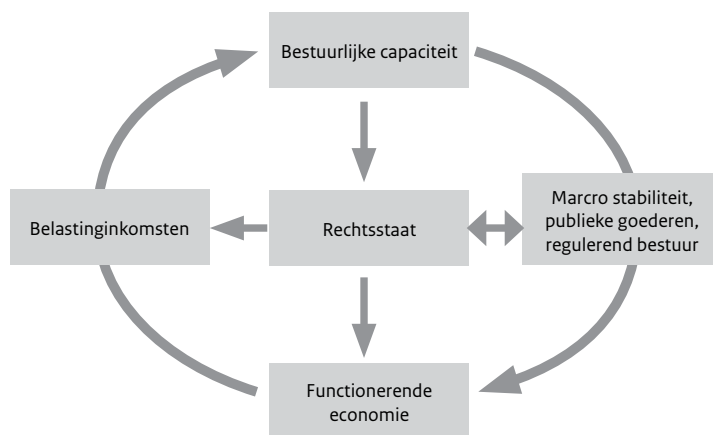 Bestuurlijke capaciteit
Belastinginkomsten
Rechtsstaat
Marcro stabiliteit,
publieke goederen,
regulerend bestuur
Functionerende
economie